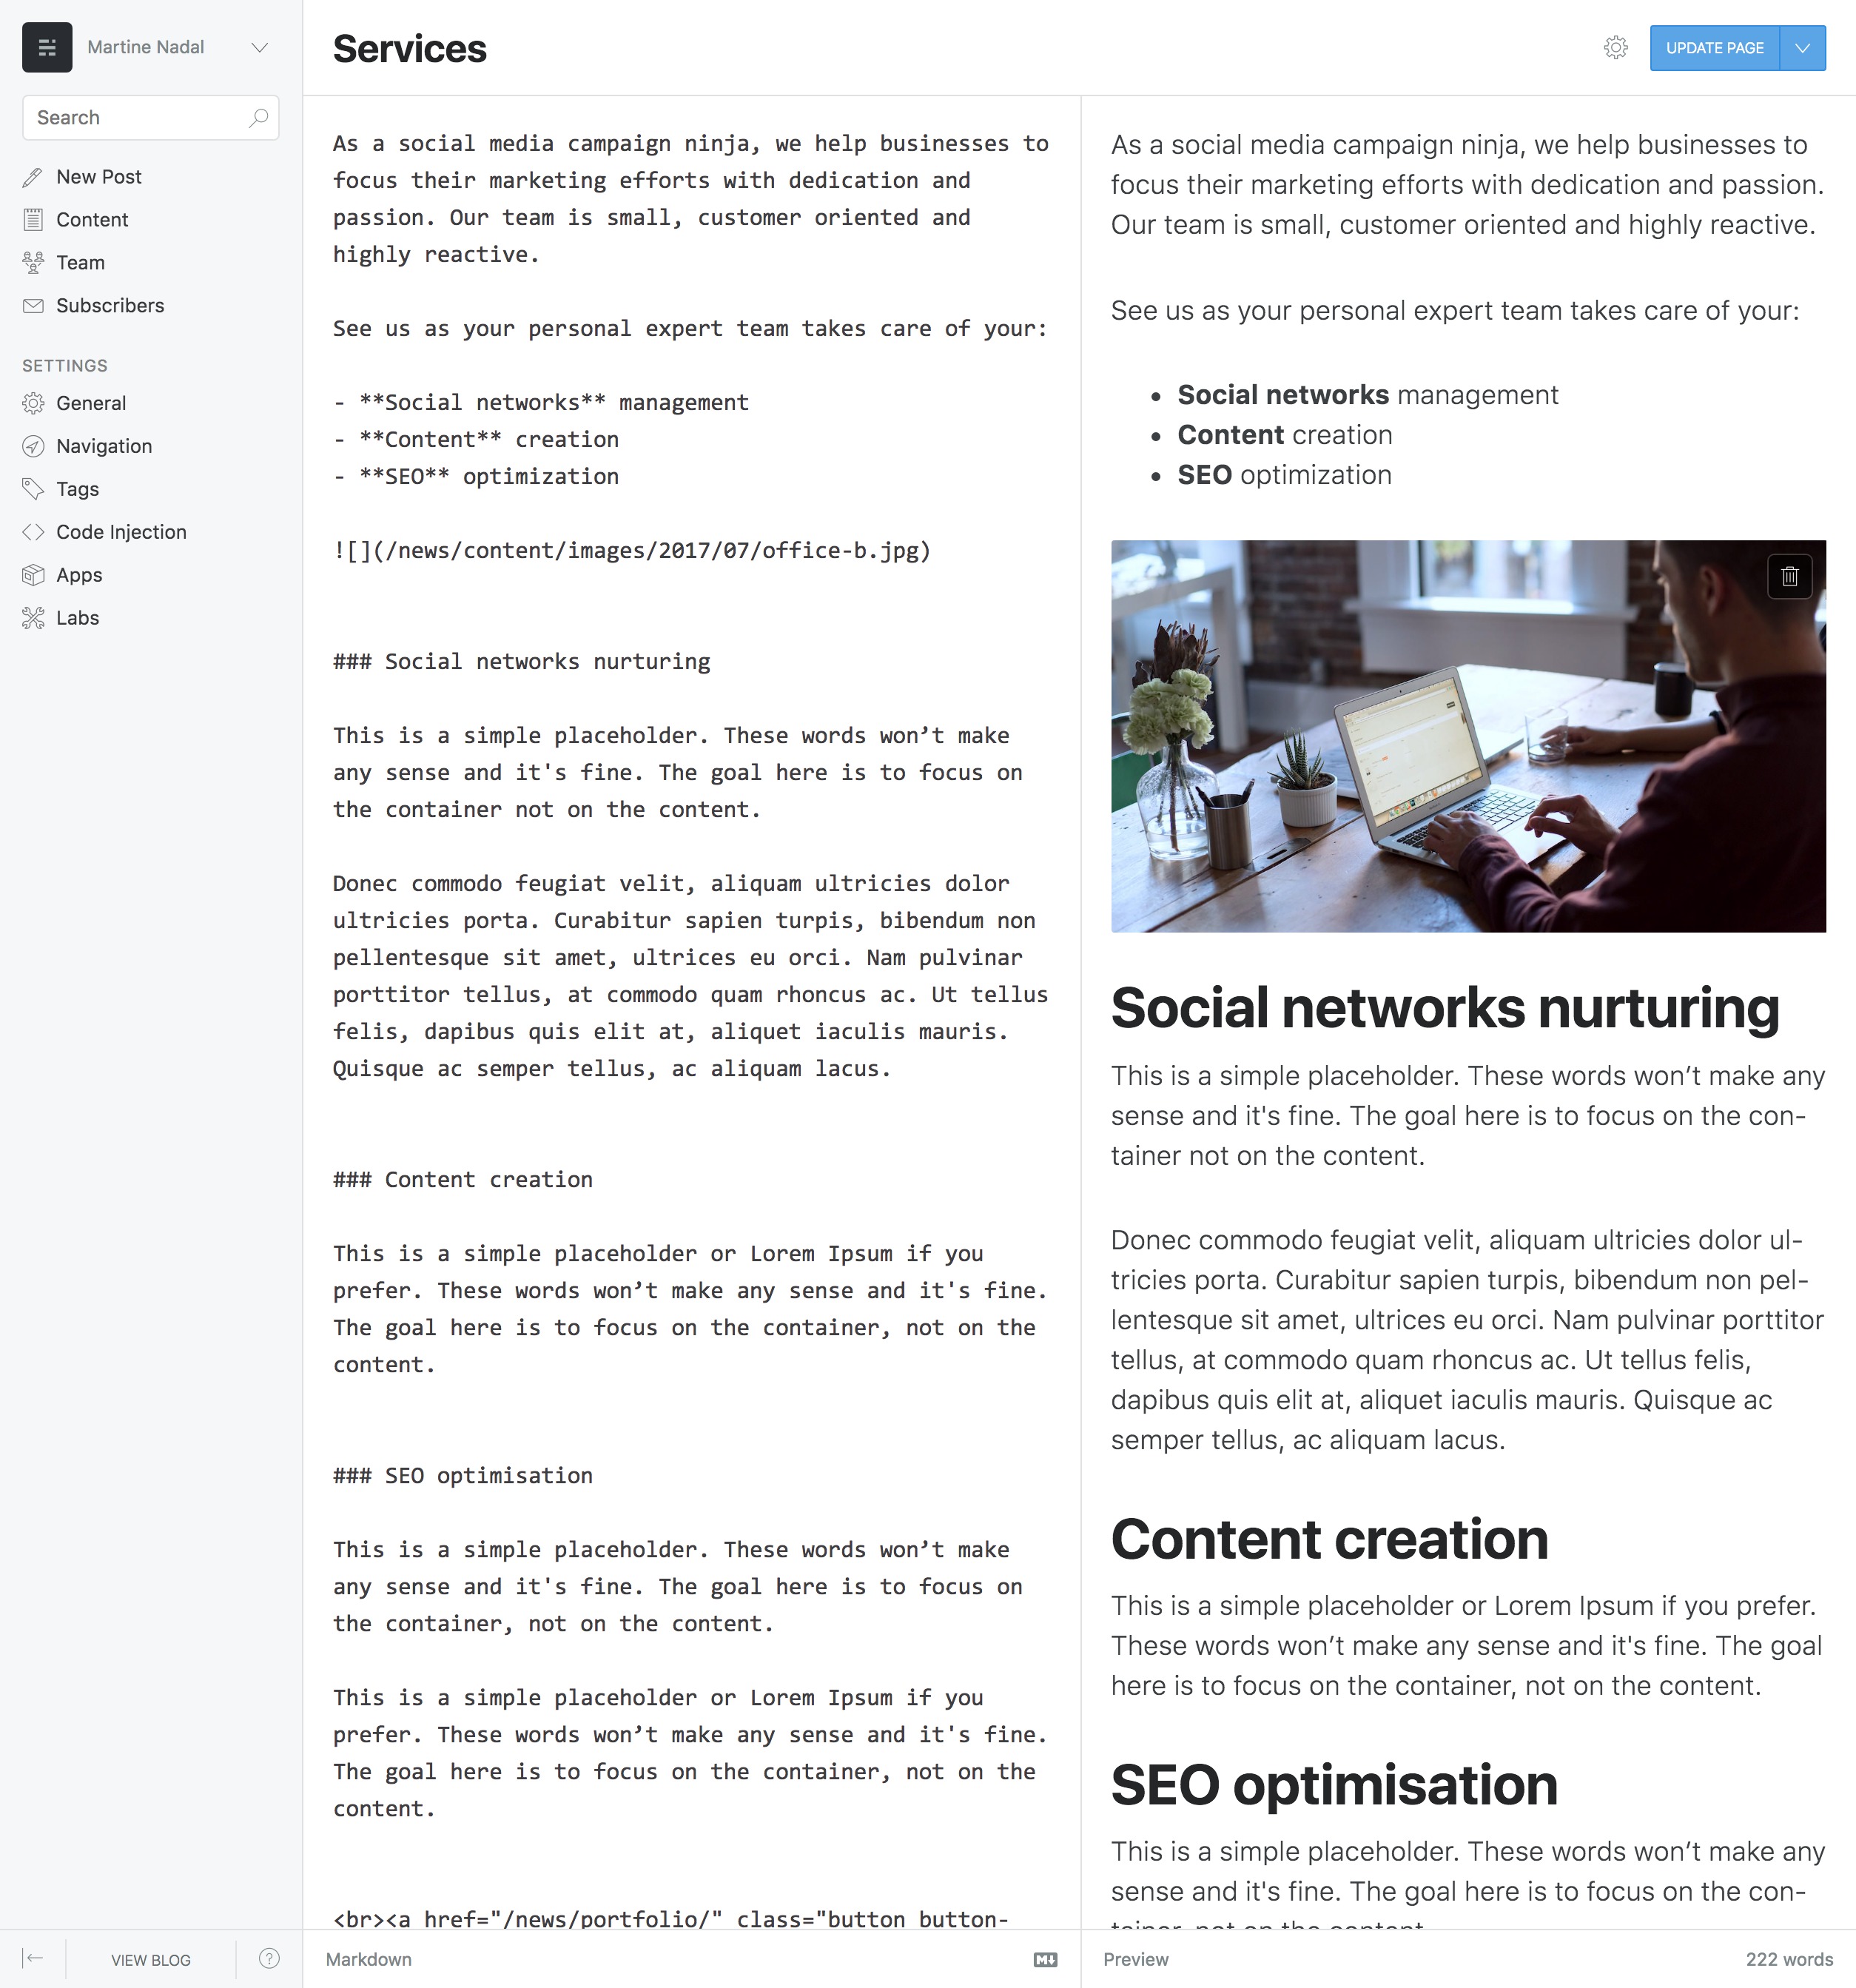 Martine Nadal
Search
New Post
Content
Team
Subscribers
SETTINGS
General
Navigation
Tags
Code Injection
Apps
Labs
VIEW BLOG
?
Services
UPDATE PAGE
As a social media campaign ninja, we help businesses to
focus their marketing efforts with dedication and
passion. Our team is small, customer oriented and
highly reactive.
See us as your personal expert team takes care of your:
- **Social networks** management
- **Content** creation
- **SEO** optimization
![](/news/content/images/2017/07/office-b.jpg)
### Social networks nurturing
This is a simple placeholder. These words won’t make
any sense and it's fine. The goal here is to focus on
the container not on the content.
Donec commodo feugiat velit, aliquam ultricies dolor
ultricies porta. Curabitur sapien turpis, bibendum non
pellentesque sit amet, ultrices eu orci. Nam pulvinar
porttitor tellus, at commodo quam rhoncus ac. Ut tellus
felis, dapibus quis elit at, aliquet iaculis mauris.
Quisque ac semper tellus, ac aliquam lacus.
### Content creation
This is a simple placeholder or Lorem Ipsum if you
prefer. These words won’t make any sense and it's fine.
The goal here is to focus on the container, not on the
content.
### SEO optimisation
This is a simple placeholder. These words won’t make
any sense and it's fine. The goal here is to focus on
the container, not on the content.
This is a simple placeholder or Lorem Ipsum if you
prefer. These words won’t make any sense and it's fine.
The goal here is to focus on the container, not on the
content.
<br><a href="/news/portfolio/" class="button button-
Markdown
M
As a social media campaign ninja, we help businesses to
focus their marketing efforts with dedication and passion.
Our team is small, customer oriented and highly reactive.
See us as your personal expert team takes care of your:
• Social networks management
• Content creation
• SEO optimization
Social networks nurturing
This is a simple placeholder. These words won’t make any
sense and it's fine. The goal here is to focus on the con-
tainer not on the content.
Donec commodo feugiat velit, aliquam ultricies dolor ul-
tricies porta. Curabitur sapien turpis, bibendum non pel-
lentesque sit amet, ultrices eu orci. Nam pulvinar porttitor
tellus, at commodo quam rhoncus ac. Ut tellus felis,
dapibus quis elit at, aliquet iaculis mauris. Quisque ac
semper tellus, ac aliquam lacus.
Content creation
This is a simple placeholder or Lorem Ipsum if you prefer.
These words won’t make any sense and it's fine. The goal
here is to focus on the container, not on the content.
SEO optimisation
This is a simple placeholder. These words won’t make any
sense and it's fine. The goal here is to focus on the con-
tainer, not on the content.
Preview
222 words